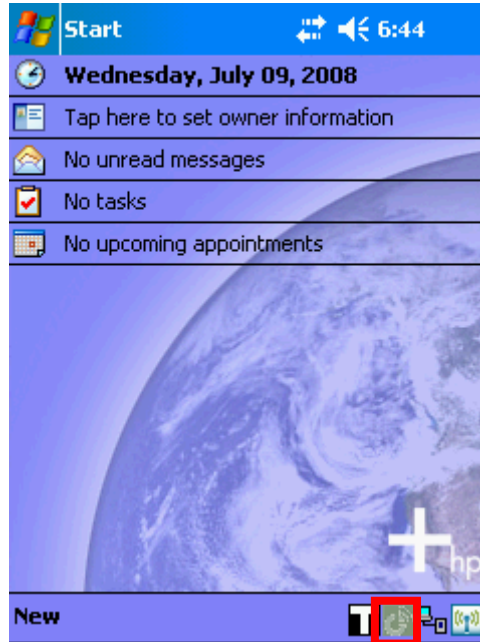 Start 6:44
Wednesday, July 09, 2008
Tap here to set owner information
No unread messages
No tasks
No upcoming appointments
hp
New T